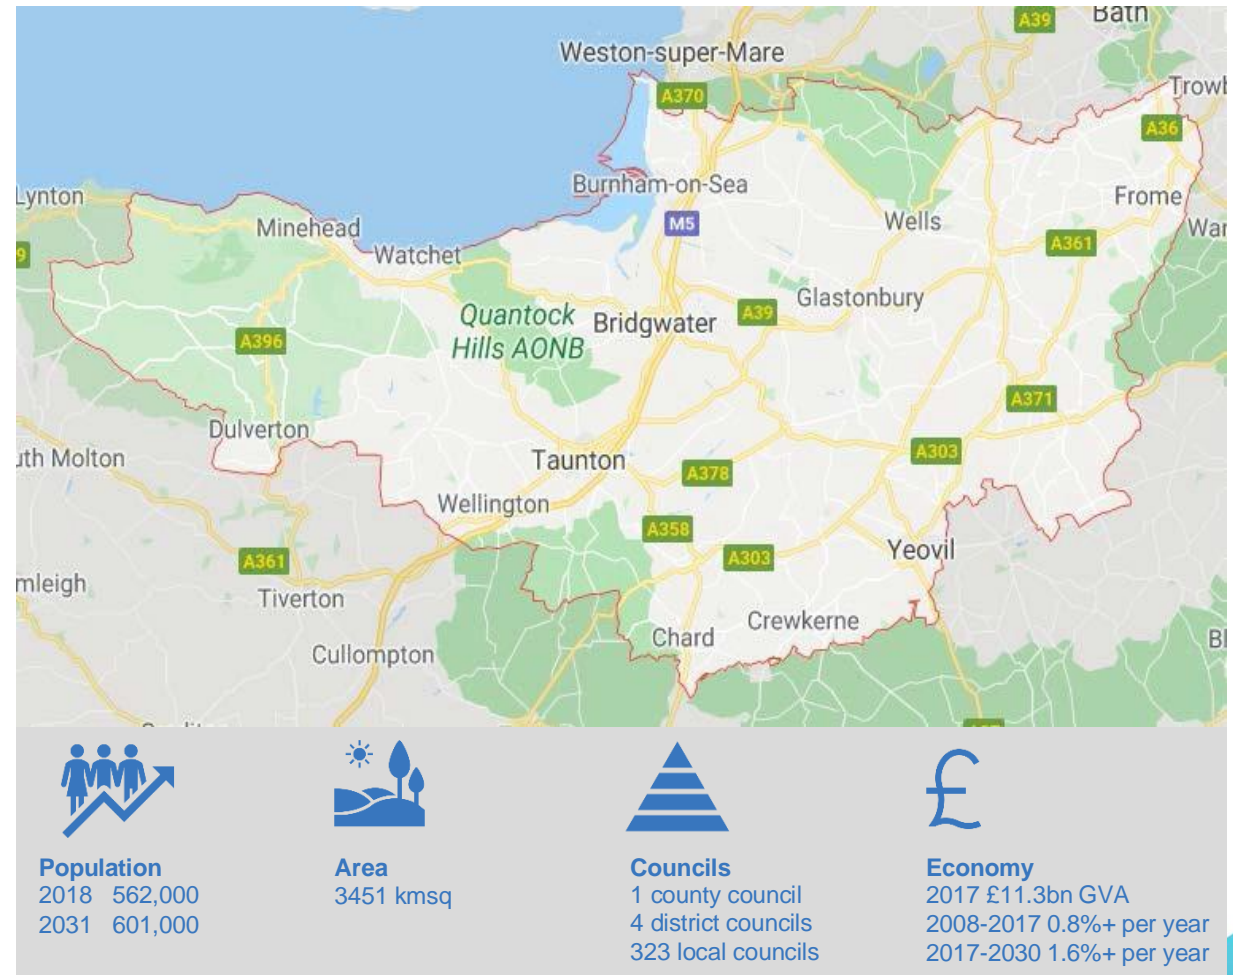 A39
Bath
Weston-super-Mare
A370
Trowb
A36
Lynton
Burnham-on-Sea
Frome
Minehead
M5
Wells
War
Watchet
A361
9
Glastonbury
Quantock
Hills AONB
Bridgwater
A39
A396
A371
Dulverton
uth Molton
Taunton
A303
A378
Wellington
A358
Yeovil
A361
A303
mleigh
Tiverton
Crewkerne
Chard
Bl
Cullompton
Population
2018 562,000
2031 601,000
Area
3451 kmsq
Councils
1 county council
4 district councils
323 local councils
£
Economy
2017 £11.3bn GVA
2008-2017 0.8%+ per year
2017-2030 1.6%+ per year